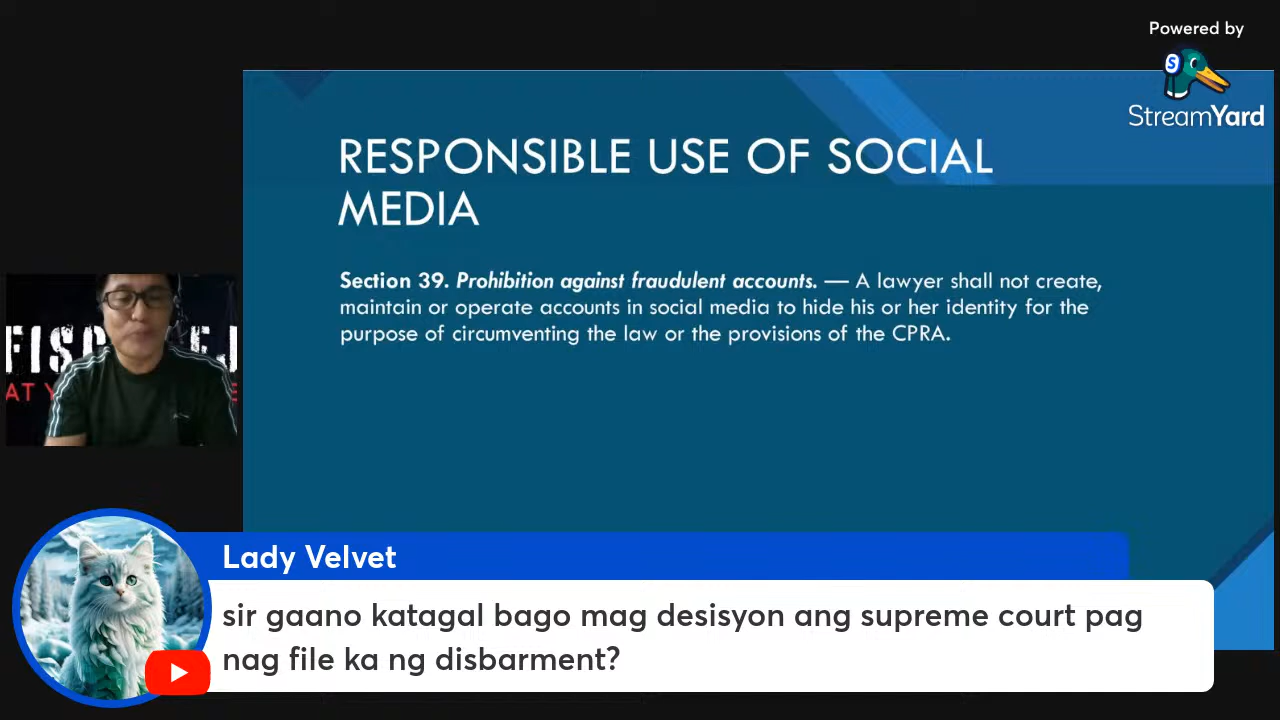 Powered by
StreamYard
RESPONSIBLE USE OF SOCIAL
MEDIA
Section 39. Prohibition against fraudulent accounts. — A lawyer shall not create,
maintain or operate accounts in social media to hide his or her identity for the
purpose of circumventing the law or the provisions of the CPRA.
Lady Velvet
sir gaano katagal bago mag desisyon ang supreme court pag
nag file ka ng disbarment?